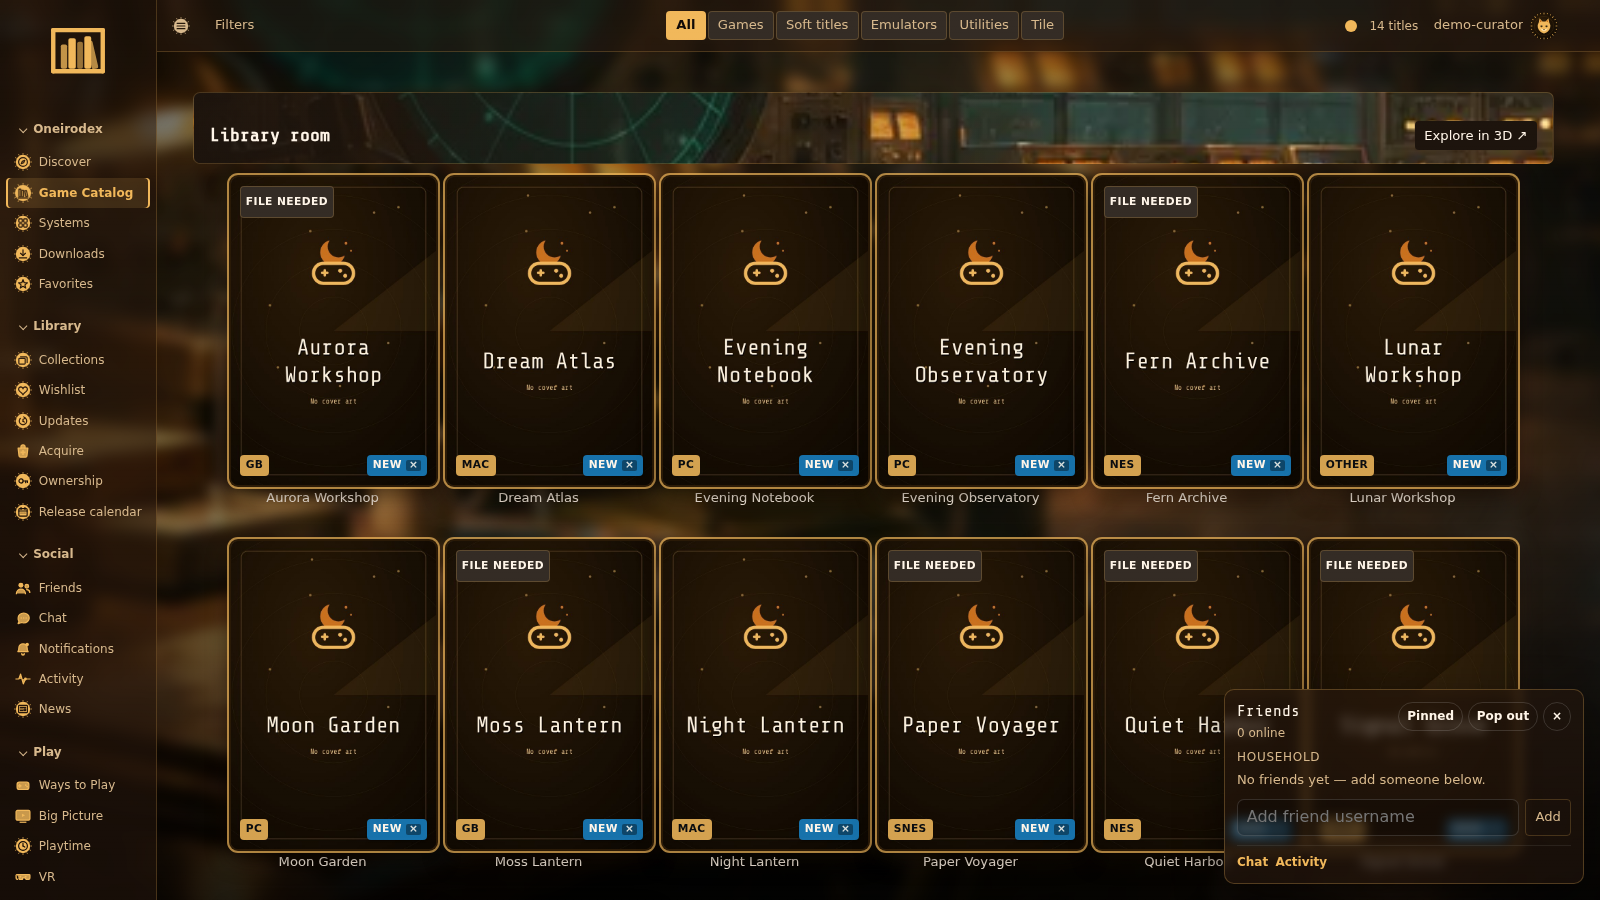 Filters
All
Games
Soft titles
Emulators
Utilities
Tile
14 titles
demo-curator
Oneirodex
Discover
Game Catalog
Systems
Downloads
Favorites
Library
Collections
Wishlist
Updates
Acquire
Ownership
Release calendar
Social
Friends
Chat
Notifications
Activity
News
Play
Ways to Play
Big Picture
Playtime
VR
Library room
Explore in 3D ↗
FILE NEEDED
Aurora
Workshop
No cover art
GB
NEW ×
Aurora Workshop
Dream Atlas
No cover art
MAC
NEW ×
Dream Atlas
Evening
Notebook
No cover art
PC
NEW ×
Evening Notebook
Evening
Observatory
No cover art
PC
NEW ×
Evening Observatory
FILE NEEDED
Fern Archive
No cover art
NES
NEW ×
Fern Archive
Lunar
Workshop
No cover art
OTHER
NEW ×
Lunar Workshop
Moon Garden
No cover art
PC
NEW ×
Moon Garden
FILE NEEDED
Moss Lantern
No cover art
GB
NEW ×
Moss Lantern
Night Lantern
No cover art
MAC
NEW ×
Night Lantern
FILE NEEDED
Paper Voyager
No cover art
SNES
NEW ×
Paper Voyager
FILE NEEDED
Quiet Ha
No cover art
NES
Quiet Harbo
FILE NEEDED
Friends
Pinned
Pop out
×
0 online
HOUSEHOLD
No friends yet — add someone below.
Add friend username
Add
Chat Activity